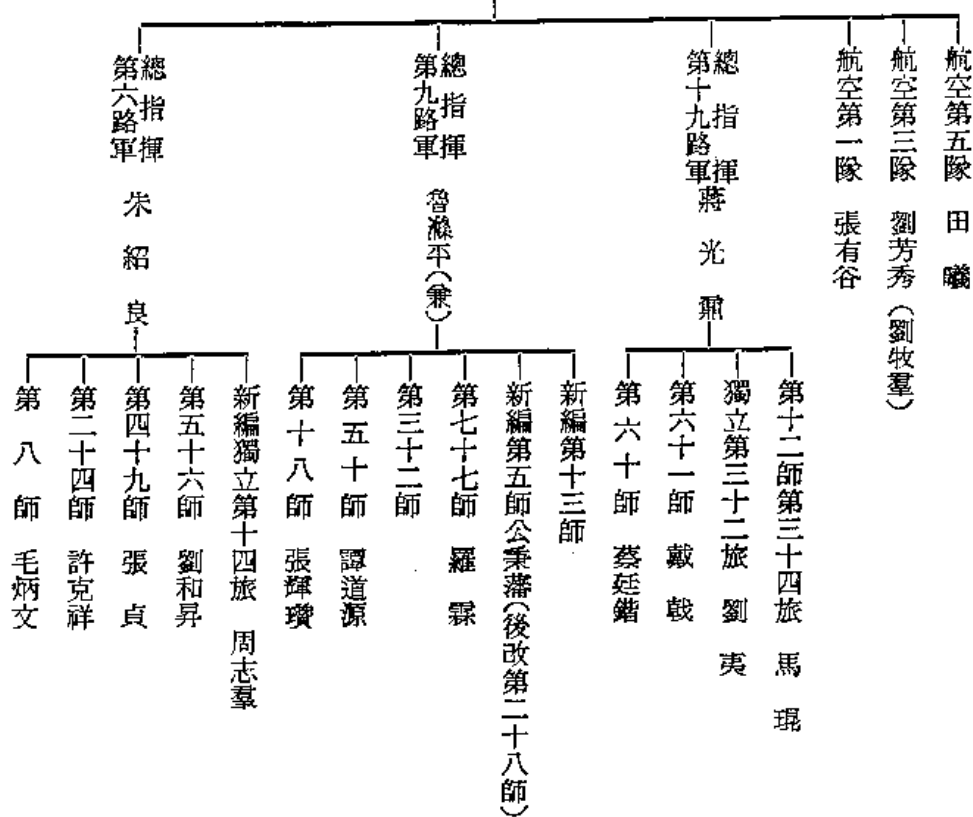 航空第五隊 田曦
航空第三隊 劉芳秀(劉牧羣)
航空第一隊 張有谷
第十九路軍總指揮 蔣光鼐
第十二師第三十四旅 馬琨
獨立第三十二旅 劉夷
第六十一師 戴戟
第六十師 蔡廷鍇
第九路軍總指揮 魯滌平(兼)
新編第十三師
新編第五師公秉藩(後改第二十八師)
第七十七師 羅霖
第三十二師
第五十師 譚道源
第十八師 張輝瓚
第六路軍總指揮 朱紹良
新編獨立第十四旅 周志羣
第五十六師 劉和昇
第四十九師 張貞
第二十四師 許克祥
第八師 毛炳文